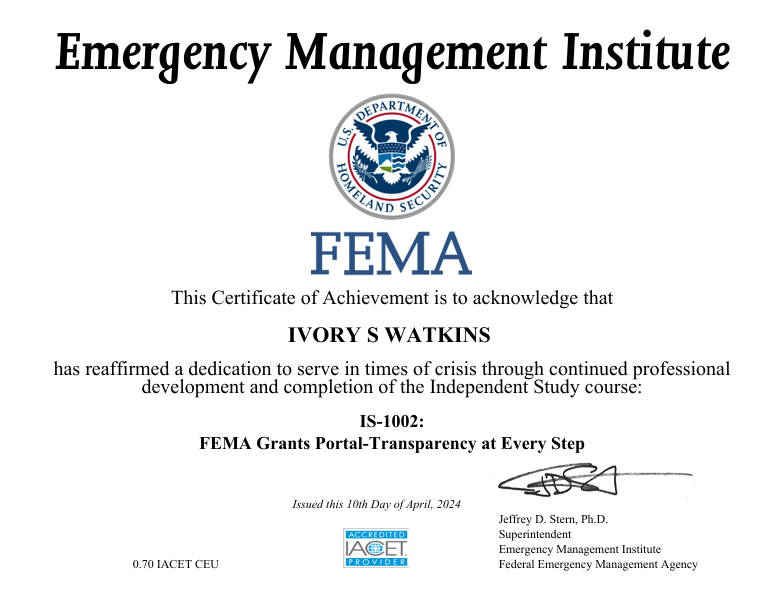 Emergency Management Institute
U.S. DEPARTMENT OF
HOMELAND SECURITY
FEMA
This Certificate of Achievement is to acknowledge that
IVORY S WATKINS
has reaffirmed a dedication to serve in times of crisis through continued professional
development and completion of the Independent Study course:
IS-1002:
FEMA Grants Portal-Transparency at Every Step
Issued this 10th Day of April, 2024
Jeffrey D. Stern, Ph.D.
Superintendent
Emergency Management Institute
Federal Emergency Management Agency
ACCREDITED
IACET
PROVIDER
0.70 IACET CEU